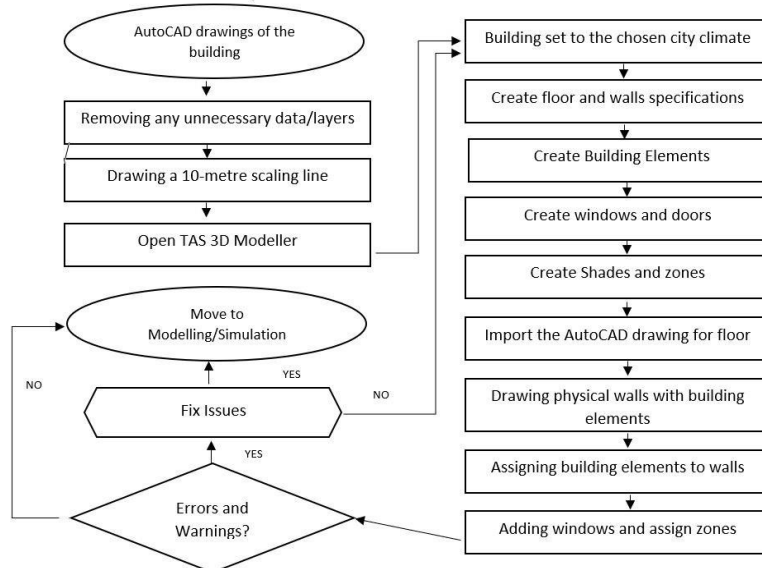 AutoCAD drawings of the
building
Removing any unnecessary data/layers
Drawing a 10-metre scaling line
Open TAS 3D Modeller
Building set to the chosen city climate
Create floor and walls specifications
Create Building Elements
Create windows and doors
Create Shades and zones
Import the AutoCAD drawing for floor
Drawing physical walls with building
elements
Assigning building elements to walls
Adding windows and assign zones
Errors and
Warnings?
YES
Fix Issues
YES
NO
Move to
Modelling/Simulation
NO